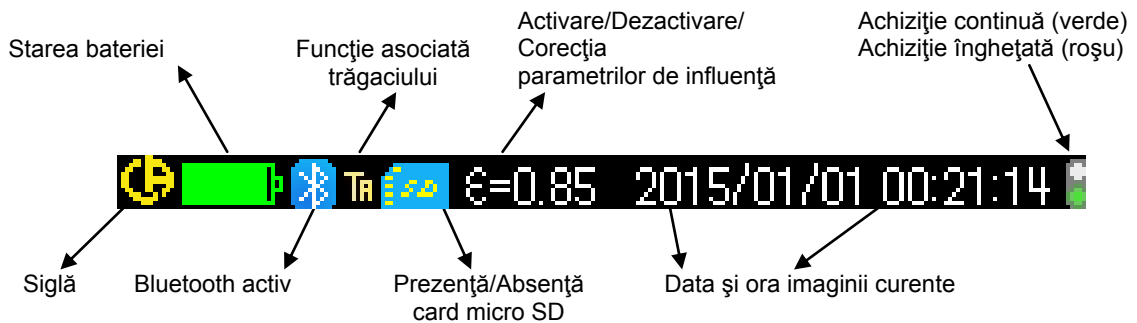 Starea bateriei
Funcţie asociată
trăgaciului
Activare/Dezactivare/
Corecţia
parametrilor de influenţă
Achiziţie continuă (verde)
Achiziţie îngheţată (roşu)
TA SD Є=0.85 2015/01/01 00:21:14
Siglă
Bluetooth activ
Prezenţă/Absenţă
card micro SD
Data şi ora imaginii curente